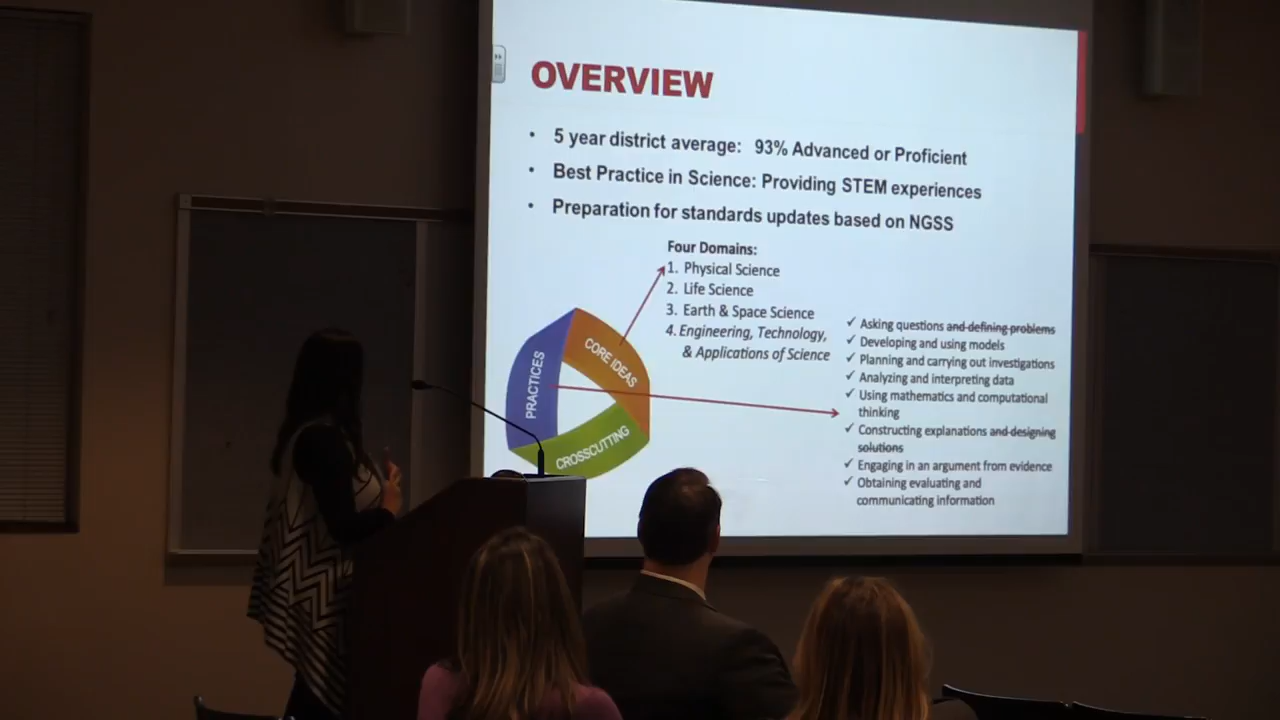 OVERVIEW
• 5 year district average: 93% Advanced or Proficient
• Best Practice in Science: Providing STEM experiences
• Preparation for standards updates based on NGSS
Four Domains:
1. Physical Science
2. Life Science
3. Earth & Space Science
4. Engineering, Technology,
& Applications of Science
CORE IDEAS
PRACTICES
CROSSCUTTING
✓ Asking questions and defining problems
✓ Developing and using models
✓ Planning and carrying out investigations
✓ Analyzing and interpreting data
✓ Using mathematics and computational
thinking
✓ Constructing explanations and designing
solutions
✓ Engaging in an argument from evidence
✓ Obtaining evaluating and
communicating information